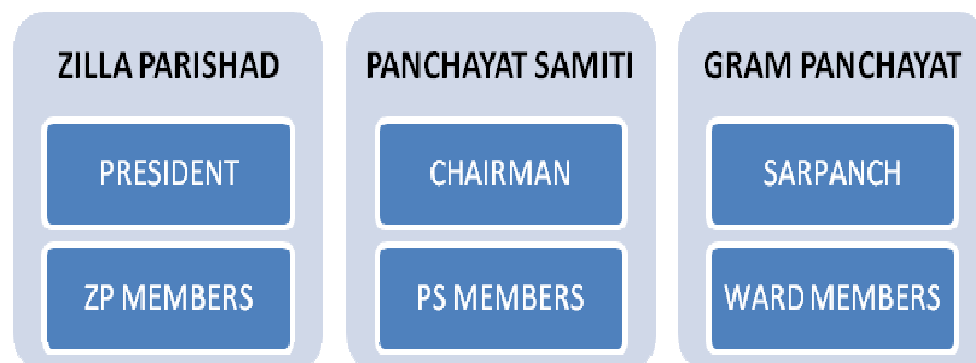 ZILLA PARISHAD
PRESIDENT
ZP MEMBERS
PANCHAYAT SAMITI
CHAIRMAN
PS MEMBERS
GRAM PANCHAYAT
SARPANCH
WARD MEMBERS